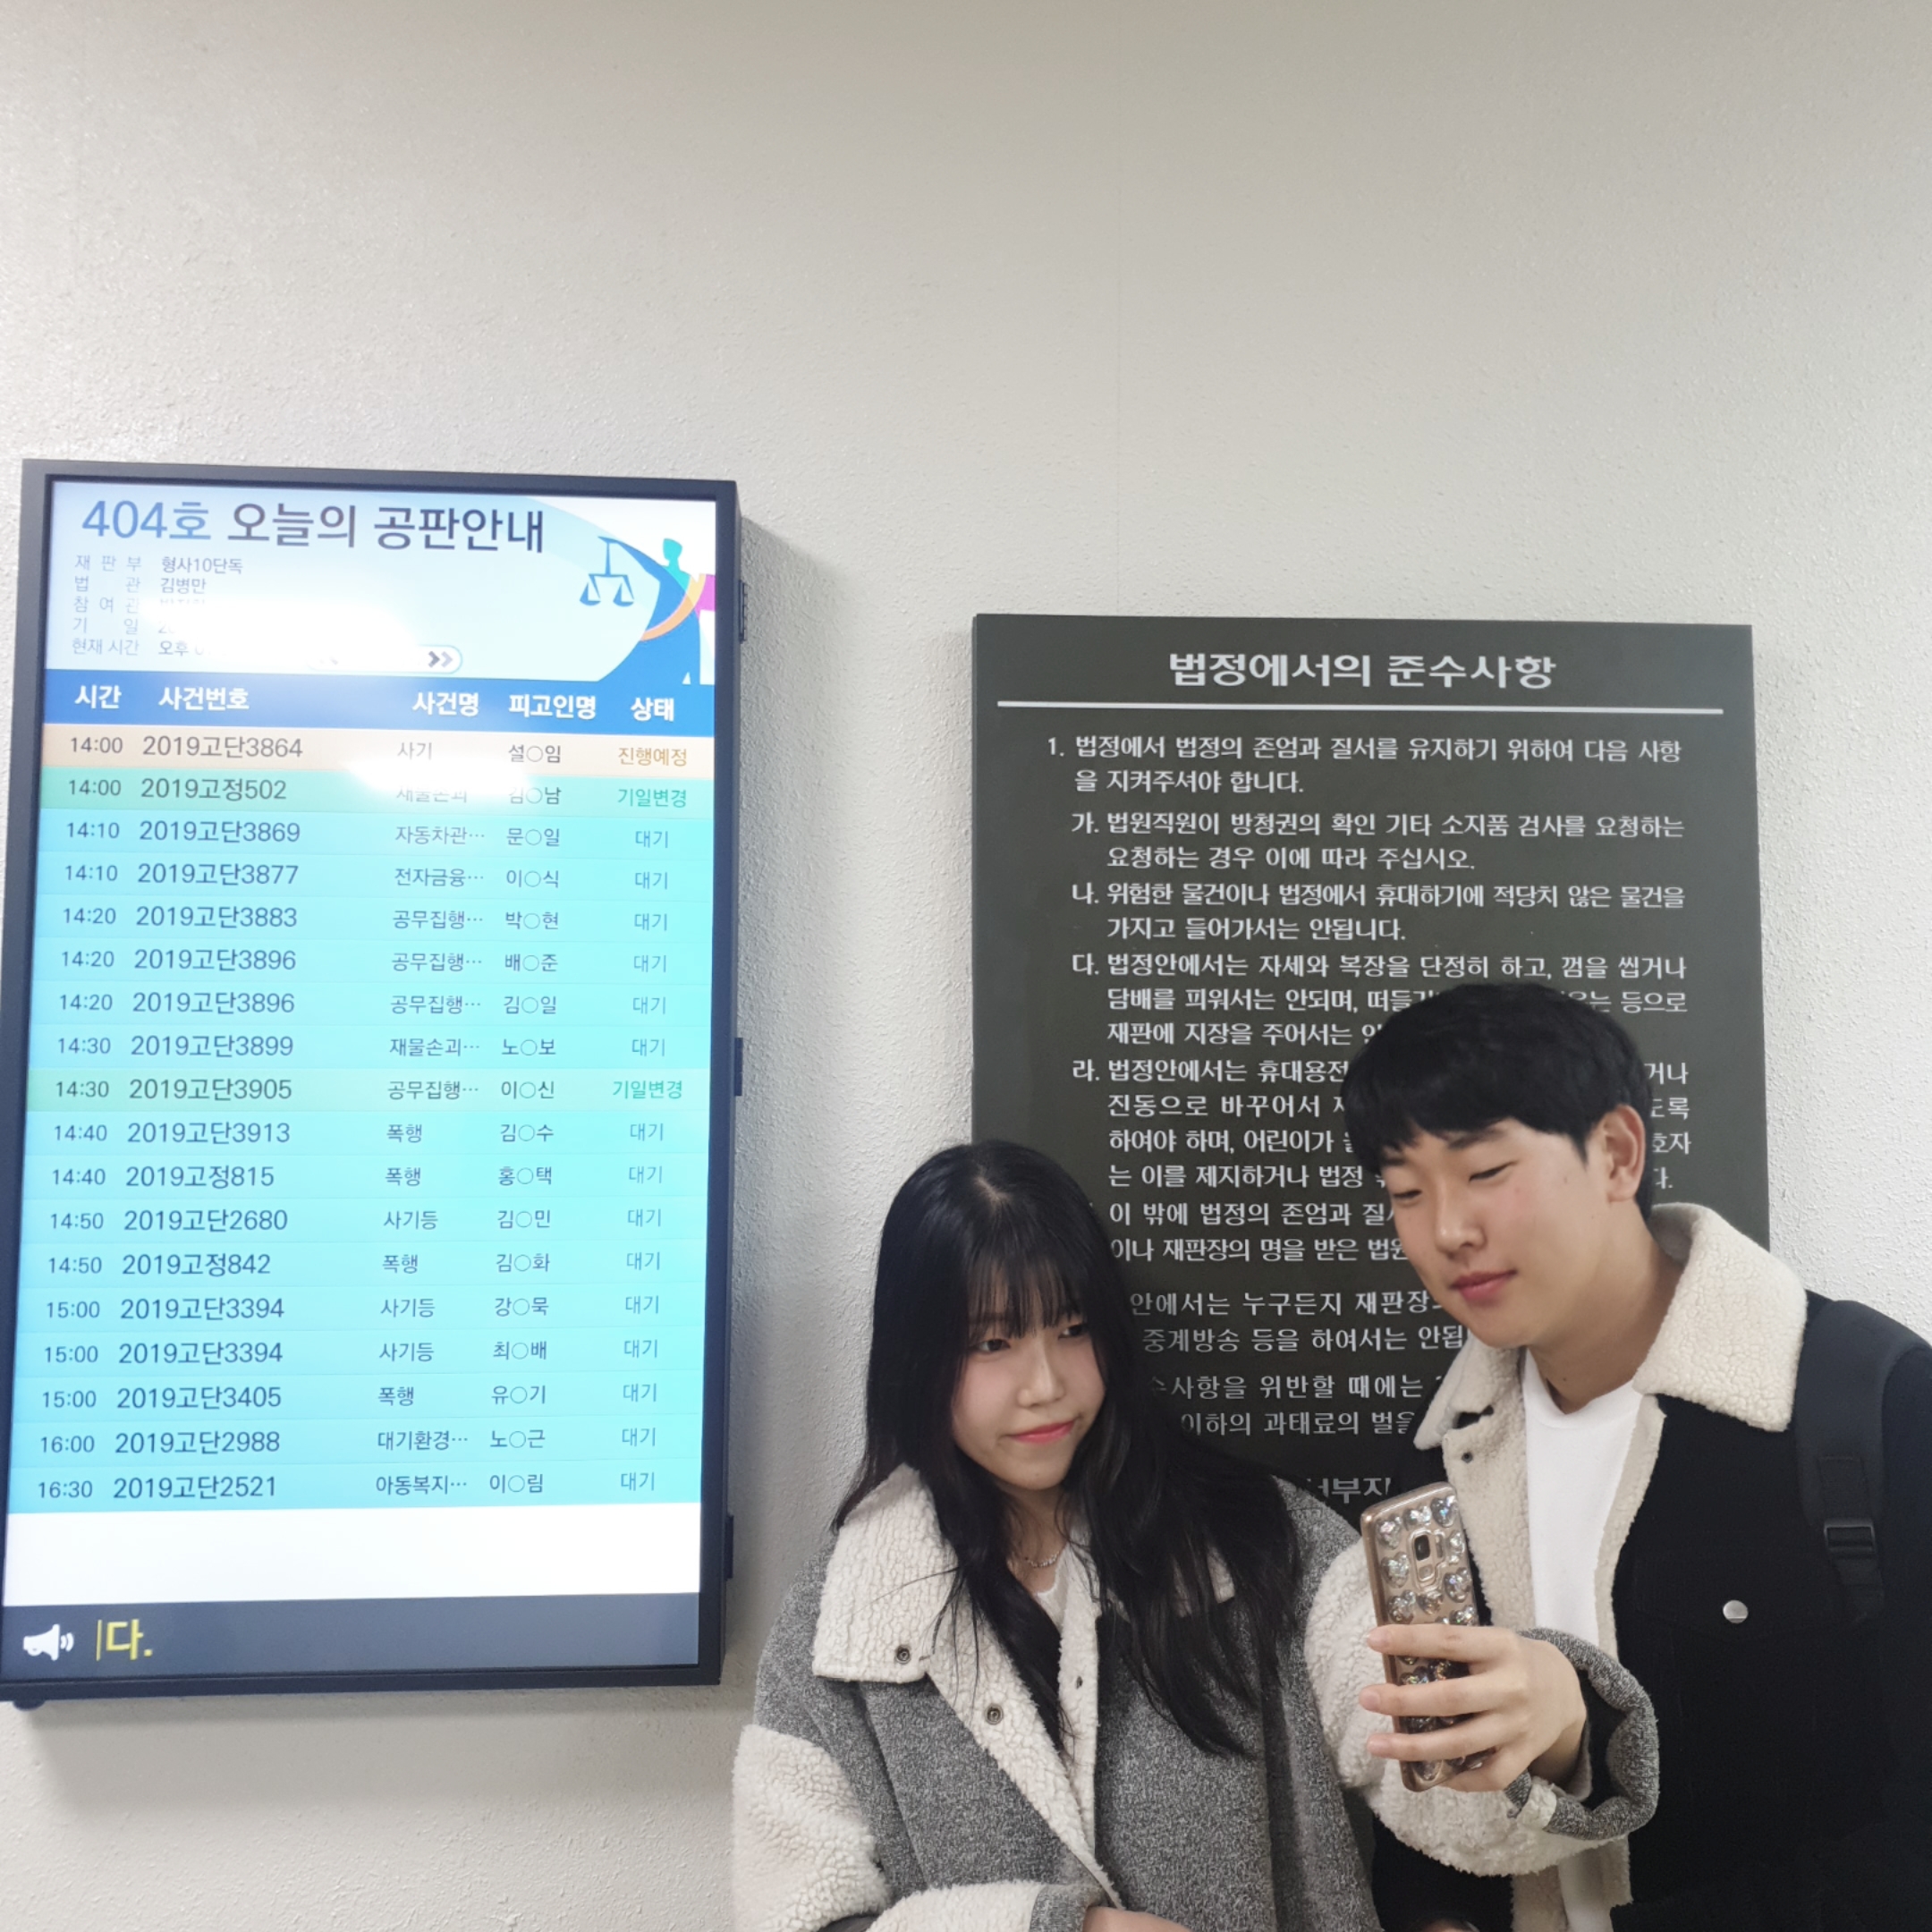 404호 오늘의 공판안내
재 판 부 형사10단독
법 관 김병만
참 여 관
기 일
현재 시간 오후
시간 사건번호 사건명 피고인명 상태
14:00 2019고단3864 사기 설○임 진행예정
14:00 2019고정502 재물손괴 김○남 기일변경
14:10 2019고단3869 자동차관… 문○일 대기
14:10 2019고단3877 전자금융… 이○식 대기
14:20 2019고단3883 공무집행… 박○현 대기
14:20 2019고단3896 공무집행… 배○준 대기
14:20 2019고단3896 공무집행… 김○일 대기
14:30 2019고단3899 재물손괴… 노○보 대기
14:30 2019고단3905 공무집행… 이○신 기일변경
14:40 2019고단3913 폭행 김○수 대기
14:40 2019고정815 폭행 홍○택 대기
14:50 2019고단2680 사기등 김○민 대기
14:50 2019고정842 폭행 김○화 대기
15:00 2019고단3394 사기등 강○묵 대기
15:00 2019고단3394 사기등 최○배 대기
15:00 2019고단3405 폭행 유○기 대기
16:00 2019고단2988 대기환경… 노○근 대기
16:30 2019고단2521 아동복지… 이○림 대기
다.
법정에서의 준수사항
1. 법정에서 법정의 존엄과 질서를 유지하기 위하여 다음 사항
을 지켜주셔야 합니다.
가. 법원직원이 방청권의 확인 기타 소지품 검사를 요청하는
요청하는 경우 이에 따라 주십시오.
나. 위험한 물건이나 법정에서 휴대하기에 적당치 않은 물건을
가지고 들어가서는 안됩니다.
다. 법정안에서는 자세와 복장을 단정히 하고, 껌을 씹거나
담배를 피워서는 안되며, 등으로
재판에 지장을 주어서는
라. 법정안에서는 거나
진동으로 바꾸어서
하여야 하며, 어린이가 호자
는 이를 제지하거나 법정
이 밖에 법정의 존엄과
이나 재판장의 명을 받은
안에서는 누구든지
중계방송 등을 하여서는
수사항을 위반할 때에는
이하의 과태료의 벌을
서부지